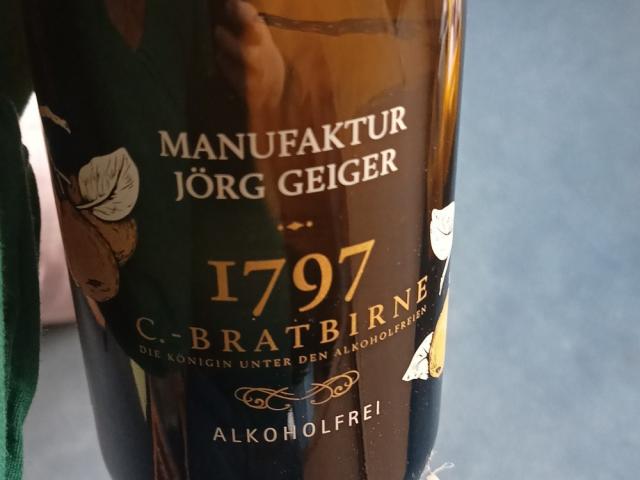 MANUFAKTUR
JÖRG GEIGER
1797
C.-BRATBIRNE
DIE KÖNIGIN UNTER DEN ALKOHOLFREIEN
ALKOHOLFREI